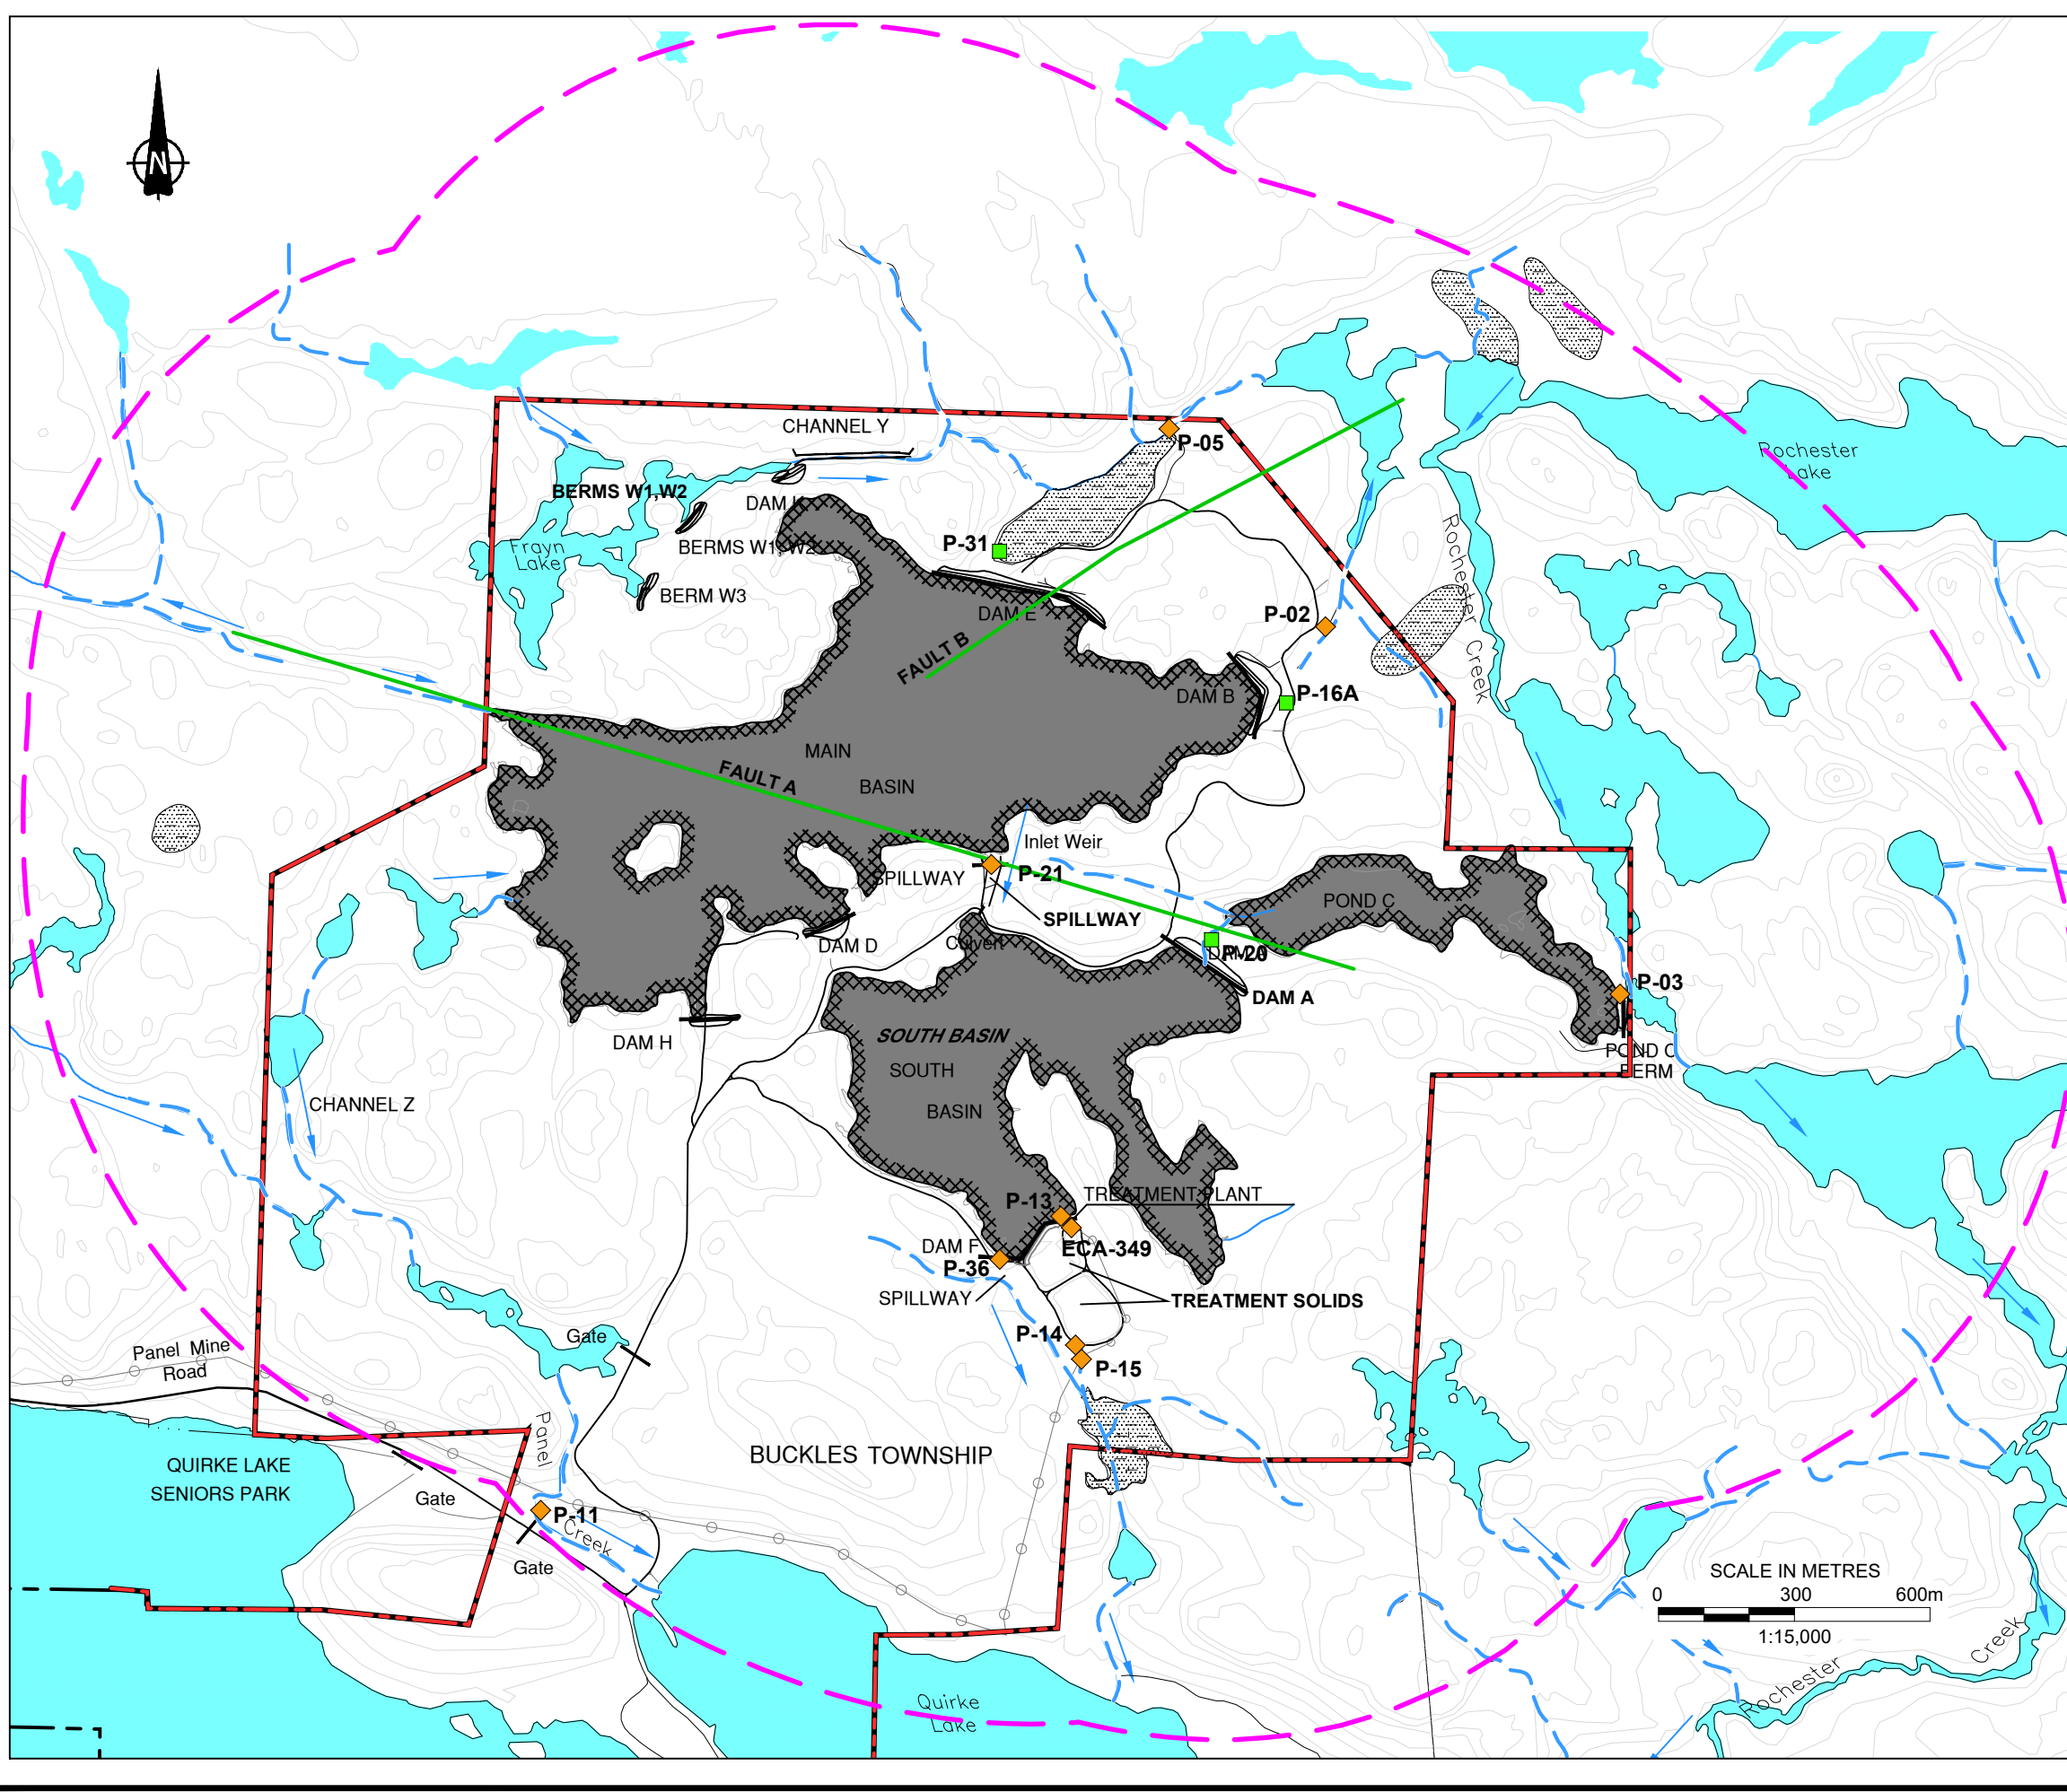 N
CHANNEL Y
P-05
Rochester
Lake
BERMS W1,W2
DAM K
Frayn
Lake
BERMS W1, W2
P-31
BERM W3
DAM E
P-02
Rochester Creek
FAULT B
DAM B
P-16A
MAIN
BASIN
FAULT A
Inlet Weir
SPILLWAY
P-21
POND C
SPILLWAY
DAM D
Culvert
P-20
P-03
DAM A
DAM H
SOUTH BASIN
SOUTH
BASIN
POND C
BERM
CHANNEL Z
P-13
TREATMENT PLANT
DAM F
ECA-349
P-36
SPILLWAY
TREATMENT SOLIDS
Gate
P-14
P-15
Panel Mine
Road
Panel
QUIRKE LAKE
SENIORS PARK
BUCKLES TOWNSHIP
Gate
P-11
Creek
Gate
SCALE IN METRES
0 300 600m
1:15,000
Rochester Creek
Quirke
Lake